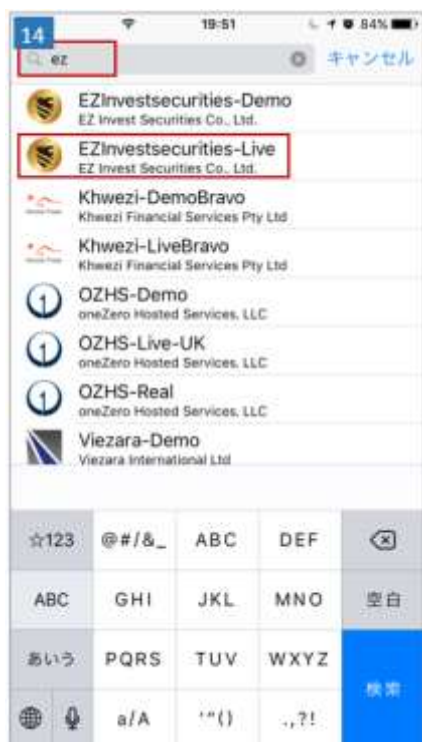 14
19:51
84%
ez
キャンセル
EZInvestsecurities-Demo
EZ Invest Securities Co., Ltd.
EZInvestsecurities-Live
EZ Invest Securities Co., Ltd.
Khwezi-DemoBravo
Khwezi Financial Services Pty Ltd
Khwezi-LiveBravo
Khwezi Financial Services Pty Ltd
OZHS-Demo
oneZero Hosted Services, LLC
OZHS-Live-UK
oneZero Hosted Services, LLC
OZHS-Real
oneZero Hosted Services, LLC
Viezara-Demo
Viezara International Ltd
☆123 @#/&_ ABC DEF
ABC GHI JKL MNO 空白
あいう PQRS TUV WXYZ
検索
a/A '"() .,?!